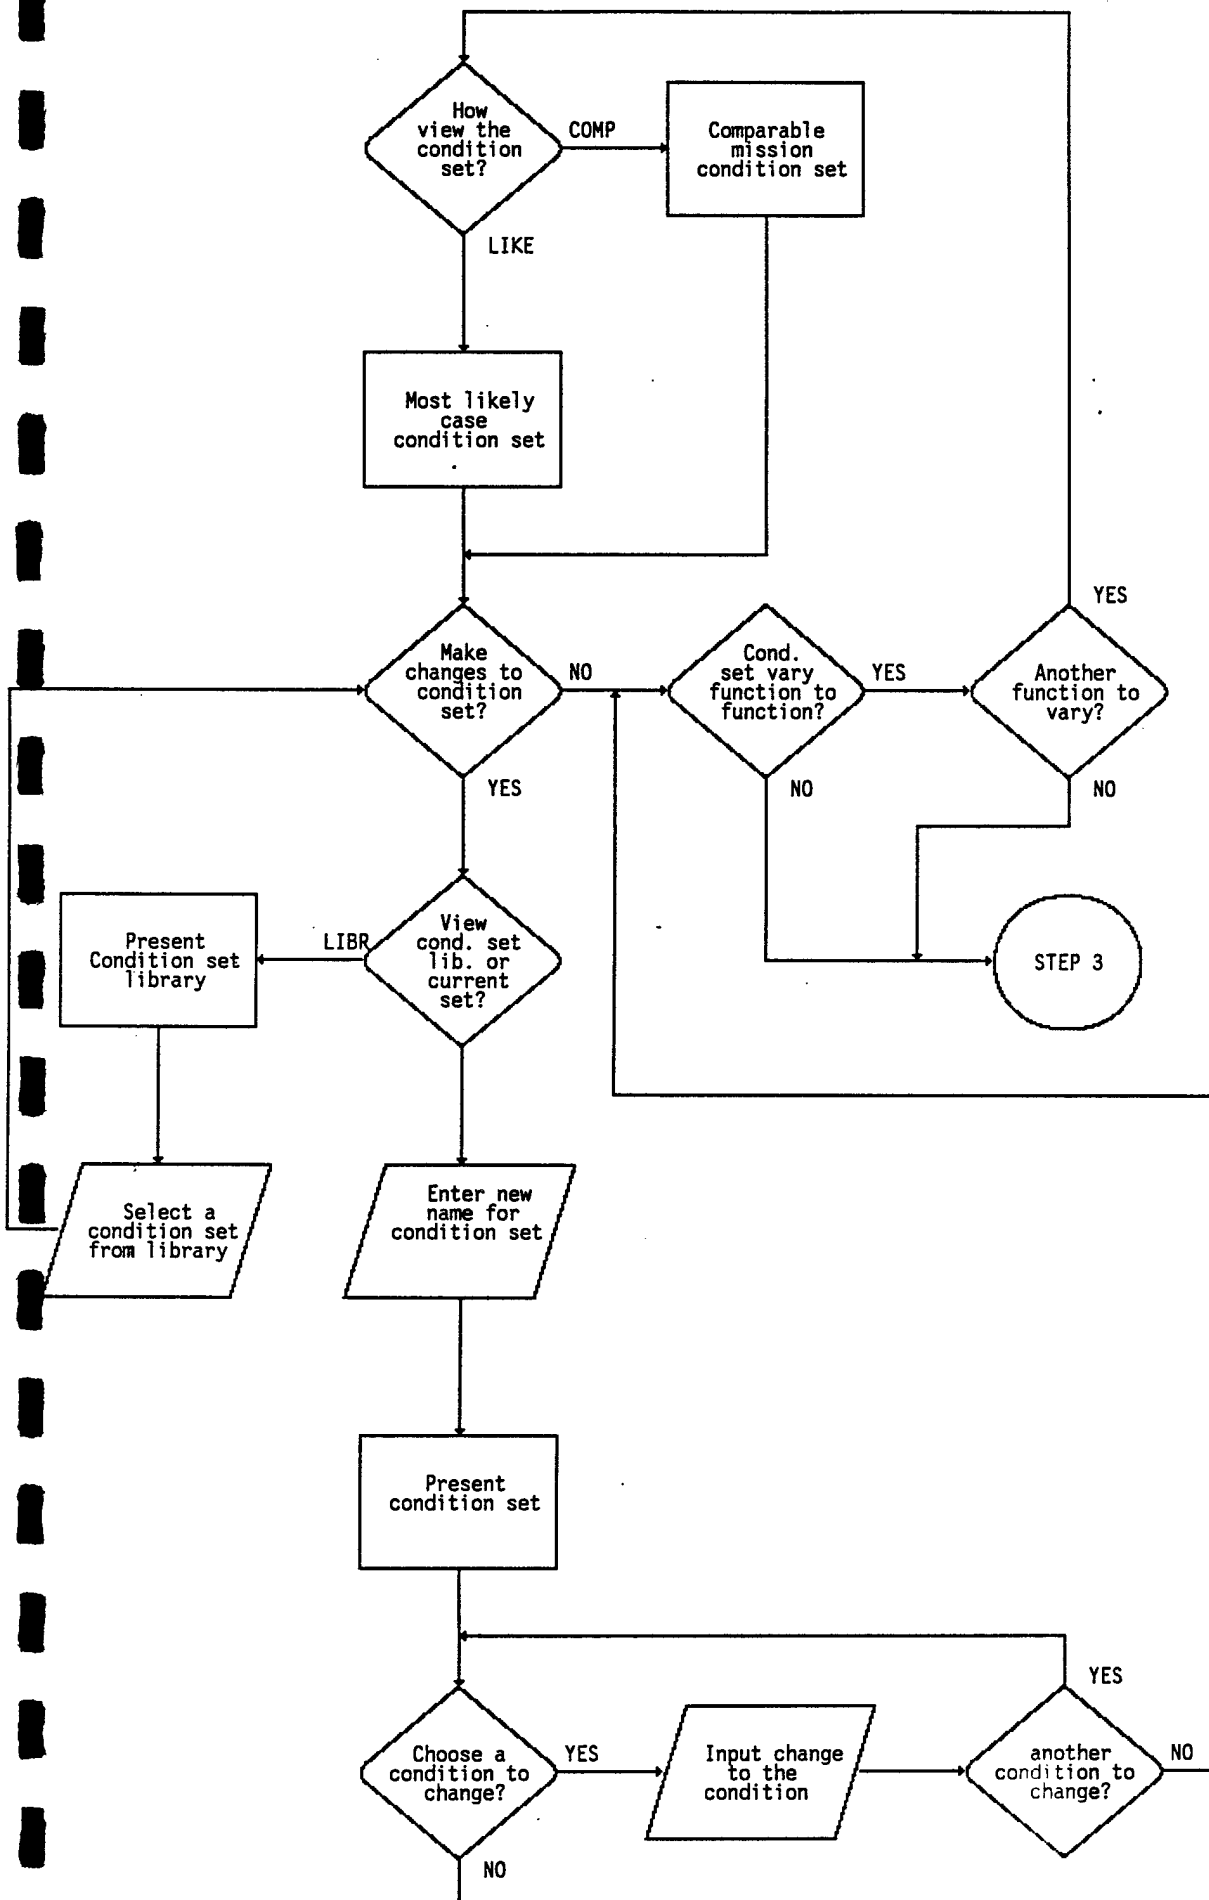 How
view the
condition
set?
COMP
Comparable
mission
condition set
LIKE
Most likely
case
condition set
YES
Make
changes to
condition
set?
NO
Cond.
set vary
function to
function?
YES
Another
function to
vary?
YES
NO
NO
Present
Condition set
library
LIBR
View
cond. set
lib. or
current
set?
STEP 3
Select a
condition set
from library
Enter new
name for
condition set
Present
condition set
YES
Choose a
condition to
change?
YES
Input change
to the
condition
another
condition to
change?
NO
NO